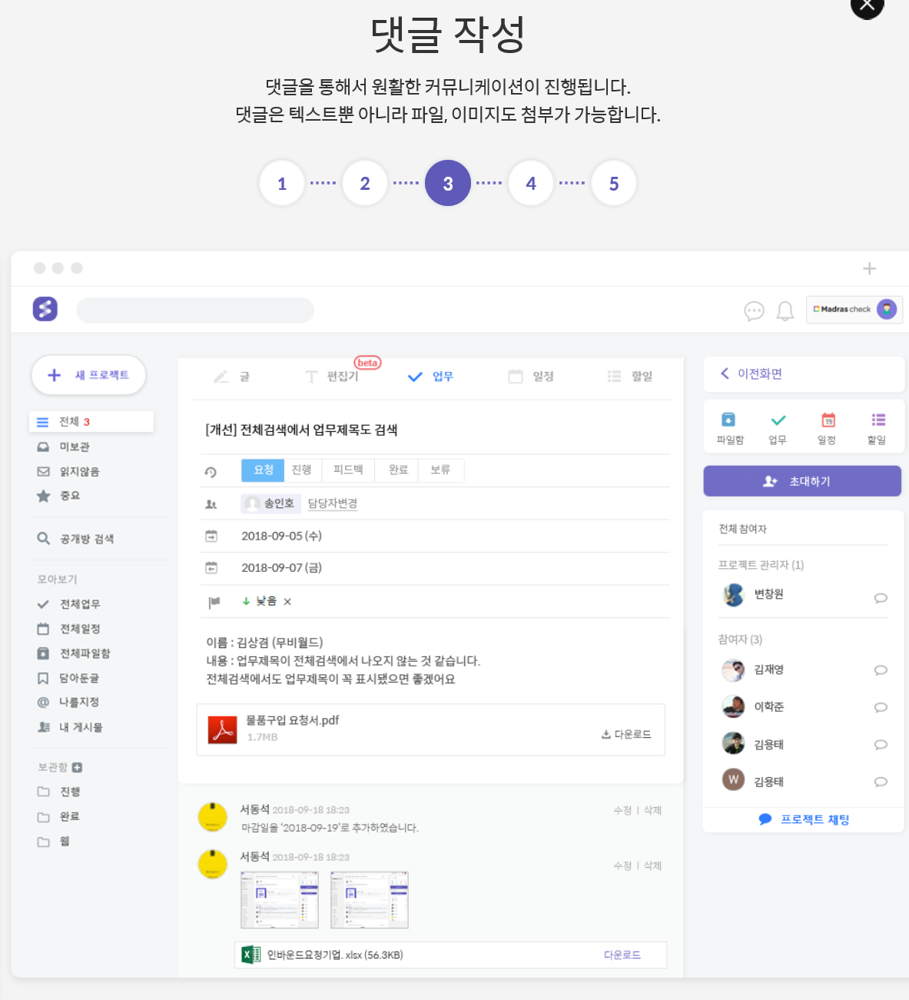 댓글 작성
댓글을 통해서 원활한 커뮤니케이션이 진행됩니다.
댓글은 텍스트뿐 아니라 파일, 이미지도 첨부가 가능합니다.
1 2 3 4 5
Madras check
새 프로젝트
전체 3
미보관
읽지않음
중요
공개방 검색
모아보기
전체업무
전체일정
전체파일함
담아둔글
@ 나를지정
내 게시물
보관함
진행
완료
웹
글 편집기 beta 업무 일정 할일
[개선] 전체검색에서 업무제목도 검색
요청 진행 피드백 완료 보류
송인호 담당자변경
2018-09-05 (수)
2018-09-07 (금)
낮음 ×
이름 : 김상겸 (무비월드)
내용 : 업무제목이 전체검색에서 나오지 않는 것 같습니다.
전체검색에서도 업무제목이 꼭 표시됐으면 좋겠어요
물품구입 요청서.pdf
1.7MB
다운로드
서동석 2018-09-18 18:23
수정 | 삭제
마감일을 ‘2018-09-19’로 추가하였습니다.
서동석 2018-09-18 18:23
수정 | 삭제
인바운드요청기업. xlsx (56.3KB)
다운로드
이전화면
19
파일함 업무 일정 할일
초대하기
전체 참여자
프로젝트 관리자 (1)
변창원
참여자 (3)
김재영
이학준
김용태
W 김용태
프로젝트 채팅